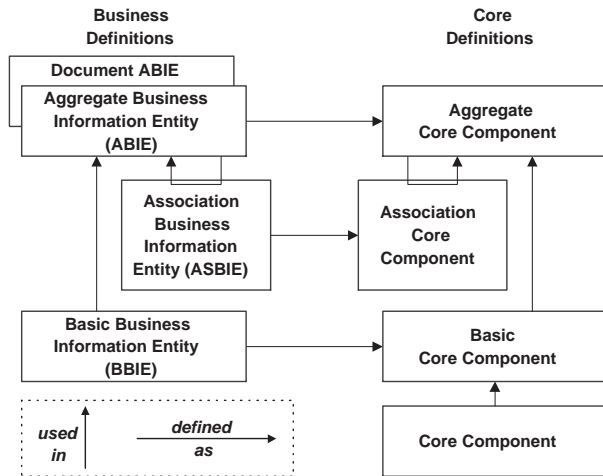 Business
Definitions
Core
Definitions
Document ABIE
Aggregate Business
Information Entity
(ABIE)
Aggregate
Core Component
Association
Business
Information
Entity (ASBIE)
Association
Core
Component
Basic Business
Information Entity
(BBIE)
Basic
Core Component
used
in
defined
as
Core Component